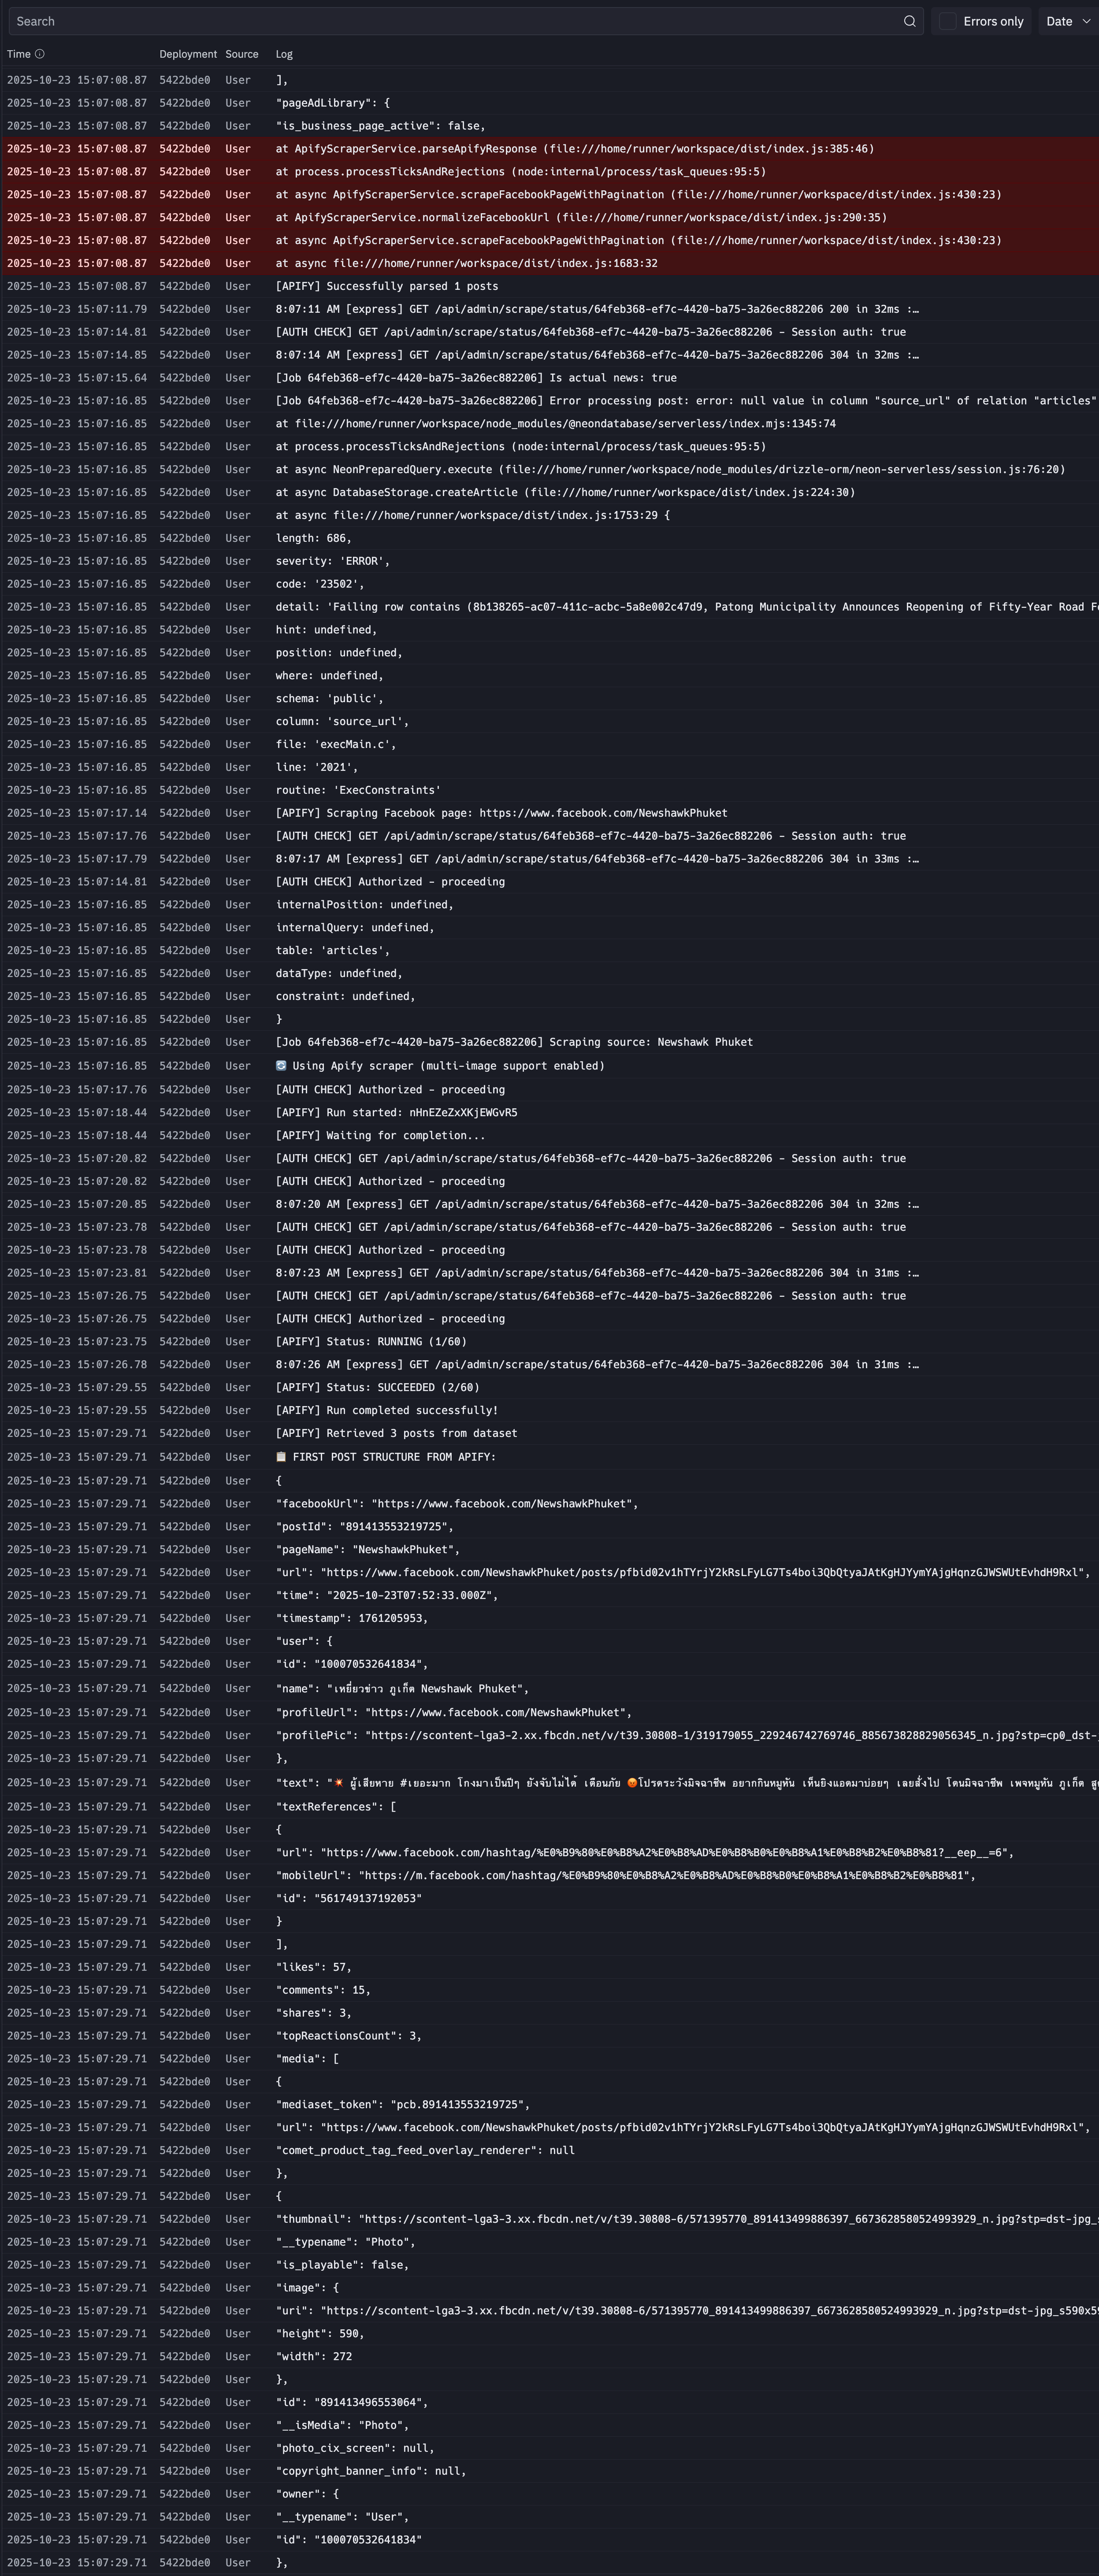 Search Errors only Date
Time Deployment Source Log
2025-10-23 15:07:08.87 5422bde0 User ],
2025-10-23 15:07:08.87 5422bde0 User "pageAdLibrary": {
2025-10-23 15:07:08.87 5422bde0 User "is_business_page_active": false,
2025-10-23 15:07:08.87 5422bde0 User at ApifyScraperService.parseApifyResponse (file:///home/runner/workspace/dist/index.js:385:46)
2025-10-23 15:07:08.87 5422bde0 User at process.processTicksAndRejections (node:internal/process/task_queues:95:5)
2025-10-23 15:07:08.87 5422bde0 User at async ApifyScraperService.scrapeFacebookPageWithPagination (file:///home/runner/workspace/dist/index.js:430:23)
2025-10-23 15:07:08.87 5422bde0 User at ApifyScraperService.normalizeFacebookUrl (file:///home/runner/workspace/dist/index.js:290:35)
2025-10-23 15:07:08.87 5422bde0 User at async ApifyScraperService.scrapeFacebookPageWithPagination (file:///home/runner/workspace/dist/index.js:430:23)
2025-10-23 15:07:08.87 5422bde0 User at async file:///home/runner/workspace/dist/index.js:1683:32
2025-10-23 15:07:08.87 5422bde0 User [APIFY] Successfully parsed 1 posts
2025-10-23 15:07:11.79 5422bde0 User 8:07:11 AM [express] GET /api/admin/scrape/status/64feb368-ef7c-4420-ba75-3a26ec882206 200 in 32ms :…
2025-10-23 15:07:14.81 5422bde0 User [AUTH CHECK] GET /api/admin/scrape/status/64feb368-ef7c-4420-ba75-3a26ec882206 - Session auth: true
2025-10-23 15:07:14.85 5422bde0 User 8:07:14 AM [express] GET /api/admin/scrape/status/64feb368-ef7c-4420-ba75-3a26ec882206 304 in 32ms :…
2025-10-23 15:07:15.64 5422bde0 User [Job 64feb368-ef7c-4420-ba75-3a26ec882206] Is actual news: true
2025-10-23 15:07:16.85 5422bde0 User [Job 64feb368-ef7c-4420-ba75-3a26ec882206] Error processing post: error: null value in column "source_url" of relation "articles"
2025-10-23 15:07:16.85 5422bde0 User at file:///home/runner/workspace/node_modules/@neondatabase/serverless/index.mjs:1345:74
2025-10-23 15:07:16.85 5422bde0 User at process.processTicksAndRejections (node:internal/process/task_queues:95:5)
2025-10-23 15:07:16.85 5422bde0 User at async NeonPreparedQuery.execute (file:///home/runner/workspace/node_modules/drizzle-orm/neon-serverless/session.js:76:20)
2025-10-23 15:07:16.85 5422bde0 User at async DatabaseStorage.createArticle (file:///home/runner/workspace/dist/index.js:224:30)
2025-10-23 15:07:16.85 5422bde0 User at async file:///home/runner/workspace/dist/index.js:1753:29 {
2025-10-23 15:07:16.85 5422bde0 User length: 686,
2025-10-23 15:07:16.85 5422bde0 User severity: 'ERROR',
2025-10-23 15:07:16.85 5422bde0 User code: '23502',
2025-10-23 15:07:16.85 5422bde0 User detail: 'Failing row contains (8b138265-ac07-411c-acbc-5a8e002c47d9, Patong Municipality Announces Reopening of Fifty-Year Road
2025-10-23 15:07:16.85 5422bde0 User hint: undefined,
2025-10-23 15:07:16.85 5422bde0 User position: undefined,
2025-10-23 15:07:16.85 5422bde0 User where: undefined,
2025-10-23 15:07:16.85 5422bde0 User schema: 'public',
2025-10-23 15:07:16.85 5422bde0 User column: 'source_url',
2025-10-23 15:07:16.85 5422bde0 User file: 'execMain.c',
2025-10-23 15:07:16.85 5422bde0 User line: '2021',
2025-10-23 15:07:16.85 5422bde0 User routine: 'ExecConstraints'
2025-10-23 15:07:17.14 5422bde0 User [APIFY] Scraping Facebook page: https://www.facebook.com/NewshawkPhuket
2025-10-23 15:07:17.76 5422bde0 User [AUTH CHECK] GET /api/admin/scrape/status/64feb368-ef7c-4420-ba75-3a26ec882206 - Session auth: true
2025-10-23 15:07:17.79 5422bde0 User 8:07:17 AM [express] GET /api/admin/scrape/status/64feb368-ef7c-4420-ba75-3a26ec882206 304 in 33ms :…
2025-10-23 15:07:14.81 5422bde0 User [AUTH CHECK] Authorized - proceeding
2025-10-23 15:07:16.85 5422bde0 User internalPosition: undefined,
2025-10-23 15:07:16.85 5422bde0 User internalQuery: undefined,
2025-10-23 15:07:16.85 5422bde0 User table: 'articles',
2025-10-23 15:07:16.85 5422bde0 User dataType: undefined,
2025-10-23 15:07:16.85 5422bde0 User constraint: undefined,
2025-10-23 15:07:16.85 5422bde0 User }
2025-10-23 15:07:16.85 5422bde0 User [Job 64feb368-ef7c-4420-ba75-3a26ec882206] Scraping source: Newshawk Phuket
2025-10-23 15:07:16.85 5422bde0 User 🔄 Using Apify scraper (multi-image support enabled)
2025-10-23 15:07:17.76 5422bde0 User [AUTH CHECK] Authorized - proceeding
2025-10-23 15:07:18.44 5422bde0 User [APIFY] Run started: nHnEZeZxXKjEWGvR5
2025-10-23 15:07:18.44 5422bde0 User [APIFY] Waiting for completion...
2025-10-23 15:07:20.82 5422bde0 User [AUTH CHECK] GET /api/admin/scrape/status/64feb368-ef7c-4420-ba75-3a26ec882206 - Session auth: true
2025-10-23 15:07:20.82 5422bde0 User [AUTH CHECK] Authorized - proceeding
2025-10-23 15:07:20.85 5422bde0 User 8:07:20 AM [express] GET /api/admin/scrape/status/64feb368-ef7c-4420-ba75-3a26ec882206 304 in 32ms :…
2025-10-23 15:07:23.78 5422bde0 User [AUTH CHECK] GET /api/admin/scrape/status/64feb368-ef7c-4420-ba75-3a26ec882206 - Session auth: true
2025-10-23 15:07:23.78 5422bde0 User [AUTH CHECK] Authorized - proceeding
2025-10-23 15:07:23.81 5422bde0 User 8:07:23 AM [express] GET /api/admin/scrape/status/64feb368-ef7c-4420-ba75-3a26ec882206 304 in 31ms :…
2025-10-23 15:07:26.75 5422bde0 User [AUTH CHECK] GET /api/admin/scrape/status/64feb368-ef7c-4420-ba75-3a26ec882206 - Session auth: true
2025-10-23 15:07:26.75 5422bde0 User [AUTH CHECK] Authorized - proceeding
2025-10-23 15:07:23.75 5422bde0 User [APIFY] Status: RUNNING (1/60)
2025-10-23 15:07:26.78 5422bde0 User 8:07:26 AM [express] GET /api/admin/scrape/status/64feb368-ef7c-4420-ba75-3a26ec882206 304 in 31ms :…
2025-10-23 15:07:29.55 5422bde0 User [APIFY] Status: SUCCEEDED (2/60)
2025-10-23 15:07:29.55 5422bde0 User [APIFY] Run completed successfully!
2025-10-23 15:07:29.71 5422bde0 User [APIFY] Retrieved 3 posts from dataset
2025-10-23 15:07:29.71 5422bde0 User 📋 FIRST POST STRUCTURE FROM APIFY:
2025-10-23 15:07:29.71 5422bde0 User {
2025-10-23 15:07:29.71 5422bde0 User "facebookUrl": "https://www.facebook.com/NewshawkPhuket",
2025-10-23 15:07:29.71 5422bde0 User "postId": "891413553219725",
2025-10-23 15:07:29.71 5422bde0 User "pageName": "NewshawkPhuket",
2025-10-23 15:07:29.71 5422bde0 User "url": "https://www.facebook.com/NewshawkPhuket/posts/pfbid02v1hTYrjY2kRsLFyLG7Ts4boi3QbQtyaJAtKgHJYymYAjgHqnzGJWSWUtEvhdH9Rxl",
2025-10-23 15:07:29.71 5422bde0 User "time": "2025-10-23T07:52:33.000Z",
2025-10-23 15:07:29.71 5422bde0 User "timestamp": 1761205953,
2025-10-23 15:07:29.71 5422bde0 User "user": {
2025-10-23 15:07:29.71 5422bde0 User "id": "100070532641834",
2025-10-23 15:07:29.71 5422bde0 User "name": "เหยี่ยวข่าว ภูเก็ต Newshawk Phuket",
2025-10-23 15:07:29.71 5422bde0 User "profileUrl": "https://www.facebook.com/NewshawkPhuket",
2025-10-23 15:07:29.71 5422bde0 User "profilePic": "https://scontent-lga3-2.xx.fbcdn.net/v/t39.30808-1/319179055_229246742769746_885673828829056345_n.jpg?stp=cp0_dst-
2025-10-23 15:07:29.71 5422bde0 User },
2025-10-23 15:07:29.71 5422bde0 User "text": "💥 ผู้เสียหาย #เยอะมาก โกงมาเป็นปีๆ ยังจับไม่ได้ เตือนภัย 😡โปรดระวังมิจฉาชีพ อยากกินหมูหัน เห็นยิงแอดมาบ่อยๆ เลยสั่งไป โดนมิจฉาชีพ เพจหมูหัน ภูเก็ต
2025-10-23 15:07:29.71 5422bde0 User "textReferences": [
2025-10-23 15:07:29.71 5422bde0 User {
2025-10-23 15:07:29.71 5422bde0 User "url": "https://www.facebook.com/hashtag/%E0%B9%80%E0%B8%A2%E0%B8%AD%E0%B8%B0%E0%B8%A1%E0%B8%B2%E0%B8%81?__eep__=6",
2025-10-23 15:07:29.71 5422bde0 User "mobileUrl": "https://m.facebook.com/hashtag/%E0%B9%80%E0%B8%A2%E0%B8%AD%E0%B8%B0%E0%B8%A1%E0%B8%B2%E0%B8%81",
2025-10-23 15:07:29.71 5422bde0 User "id": "561749137192053"
2025-10-23 15:07:29.71 5422bde0 User }
2025-10-23 15:07:29.71 5422bde0 User ],
2025-10-23 15:07:29.71 5422bde0 User "likes": 57,
2025-10-23 15:07:29.71 5422bde0 User "comments": 15,
2025-10-23 15:07:29.71 5422bde0 User "shares": 3,
2025-10-23 15:07:29.71 5422bde0 User "topReactionsCount": 3,
2025-10-23 15:07:29.71 5422bde0 User "media": [
2025-10-23 15:07:29.71 5422bde0 User {
2025-10-23 15:07:29.71 5422bde0 User "mediaset_token": "pcb.891413553219725",
2025-10-23 15:07:29.71 5422bde0 User "url": "https://www.facebook.com/NewshawkPhuket/posts/pfbid02v1hTYrjY2kRsLFyLG7Ts4boi3QbQtyaJAtKgHJYymYAjgHqnzGJWSWUtEvhdH9Rxl",
2025-10-23 15:07:29.71 5422bde0 User "comet_product_tag_feed_overlay_renderer": null
2025-10-23 15:07:29.71 5422bde0 User },
2025-10-23 15:07:29.71 5422bde0 User {
2025-10-23 15:07:29.71 5422bde0 User "thumbnail": "https://scontent-lga3-3.xx.fbcdn.net/v/t39.30808-6/571395770_891413499886397_6673628580524993929_n.jpg?stp=dst-jpg_s
2025-10-23 15:07:29.71 5422bde0 User "__typename": "Photo",
2025-10-23 15:07:29.71 5422bde0 User "is_playable": false,
2025-10-23 15:07:29.71 5422bde0 User "image": {
2025-10-23 15:07:29.71 5422bde0 User "uri": "https://scontent-lga3-3.xx.fbcdn.net/v/t39.30808-6/571395770_891413499886397_6673628580524993929_n.jpg?stp=dst-jpg_s590x59
2025-10-23 15:07:29.71 5422bde0 User "height": 590,
2025-10-23 15:07:29.71 5422bde0 User "width": 272
2025-10-23 15:07:29.71 5422bde0 User },
2025-10-23 15:07:29.71 5422bde0 User "id": "891413496553064",
2025-10-23 15:07:29.71 5422bde0 User "__isMedia": "Photo",
2025-10-23 15:07:29.71 5422bde0 User "photo_cix_screen": null,
2025-10-23 15:07:29.71 5422bde0 User "copyright_banner_info": null,
2025-10-23 15:07:29.71 5422bde0 User "owner": {
2025-10-23 15:07:29.71 5422bde0 User "__typename": "User",
2025-10-23 15:07:29.71 5422bde0 User "id": "100070532641834"
2025-10-23 15:07:29.71 5422bde0 User },